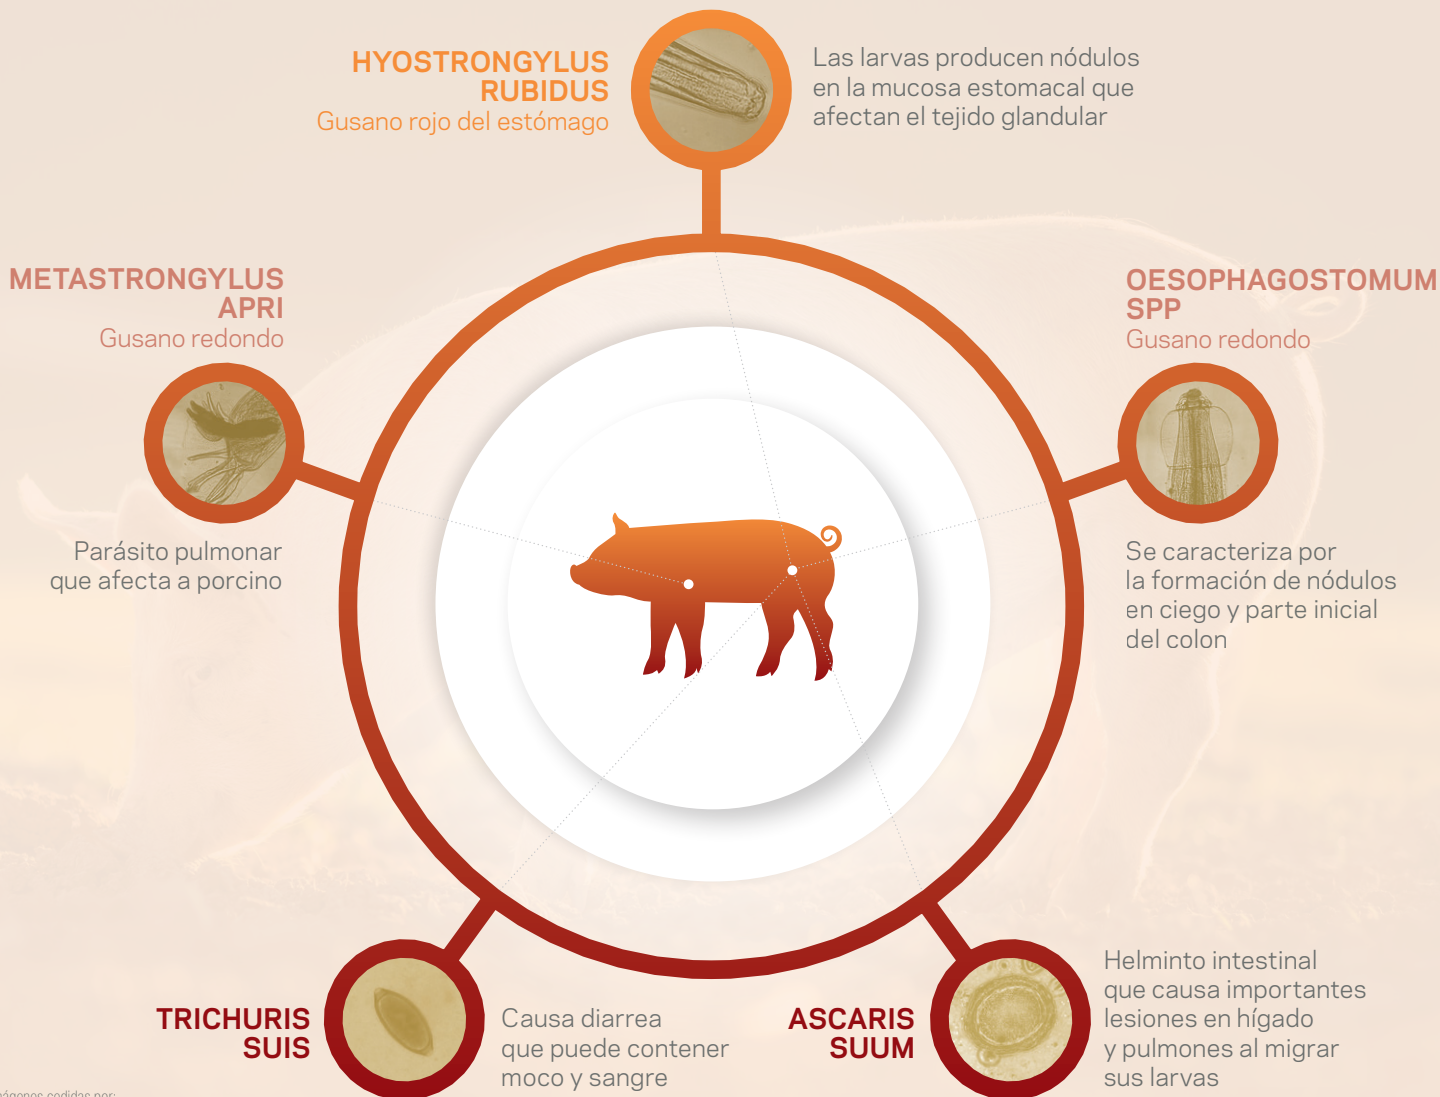 HYOSTRONGYLUS
RUBIDUS
Gusano rojo del estómago
Las larvas producen nódulos
en la mucosa estomacal que
afectan el tejido glandular
METASTRONGYLUS
APRI
Gusano redondo
Parásito pulmonar
que afecta a porcino
OESOPHAGOSTOMUM
SPP
Gusano redondo
Se caracteriza por
la formación de nódulos
en ciego y parte inicial
del colon
TRICHURIS
SUIS
Causa diarrea
que puede contener
moco y sangre
ASCARIS
SUUM
Helminto intestinal
que causa importantes
lesiones en hígado
y pulmones al migrar
sus larvas
cedidas por: